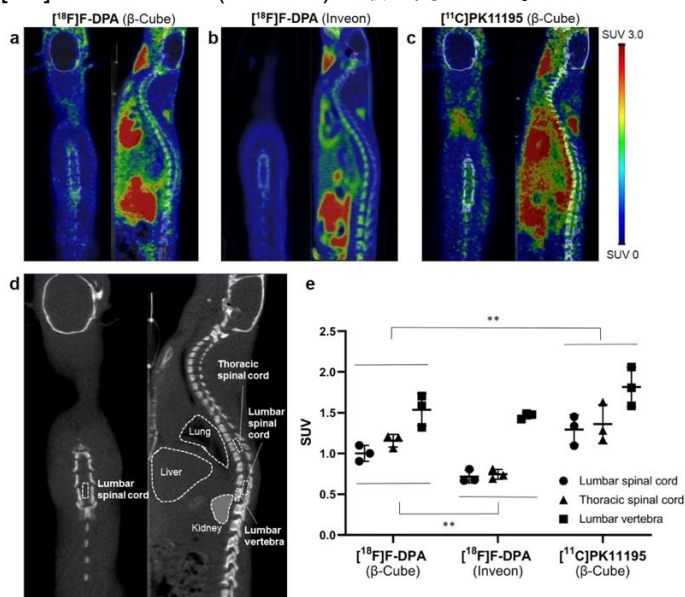 [¹⁸F]F-DPA (β-Cube)
[¹⁸F]F-DPA (Inveon)
[¹¹C]PK11195 (β-Cube)
a
b
c
SUV 3.0
SUV 0
d
Thoracic
spinal cord
Lumbar
spinal
cord
Lung
Liver
Lumbar
spinal cord
Kidney
Lumbar
vertebra
e
**
2.5
2.0
1.5
1.0
0.5
0.0
SUV
**
Lumbar spinal cord
Thoracic spinal cord
Lumbar vertebra
[¹⁸F]F-DPA
(β-Cube)
[¹⁸F]F-DPA
(Inveon)
[¹¹C]PK11195
(β-Cube)